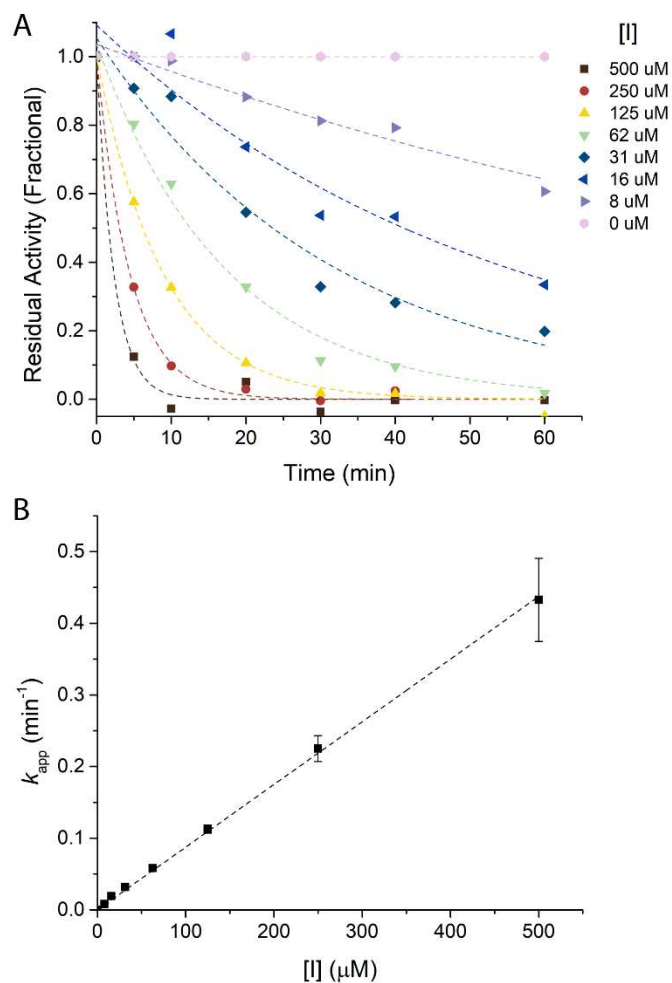 A
[I]
500 uM
250 uM
125 uM
62 uM
31 uM
16 uM
8 uM
0 uM
1.0
0.8
0.6
0.4
0.2
0.0
Residual Activity (Fractional)
0 10 20 30 40 50 60
Time (min)
B
0.5
0.4
0.3
0.2
0.1
0.0
kapp (min-1)
0 100 200 300 400 500
[I] (μM)